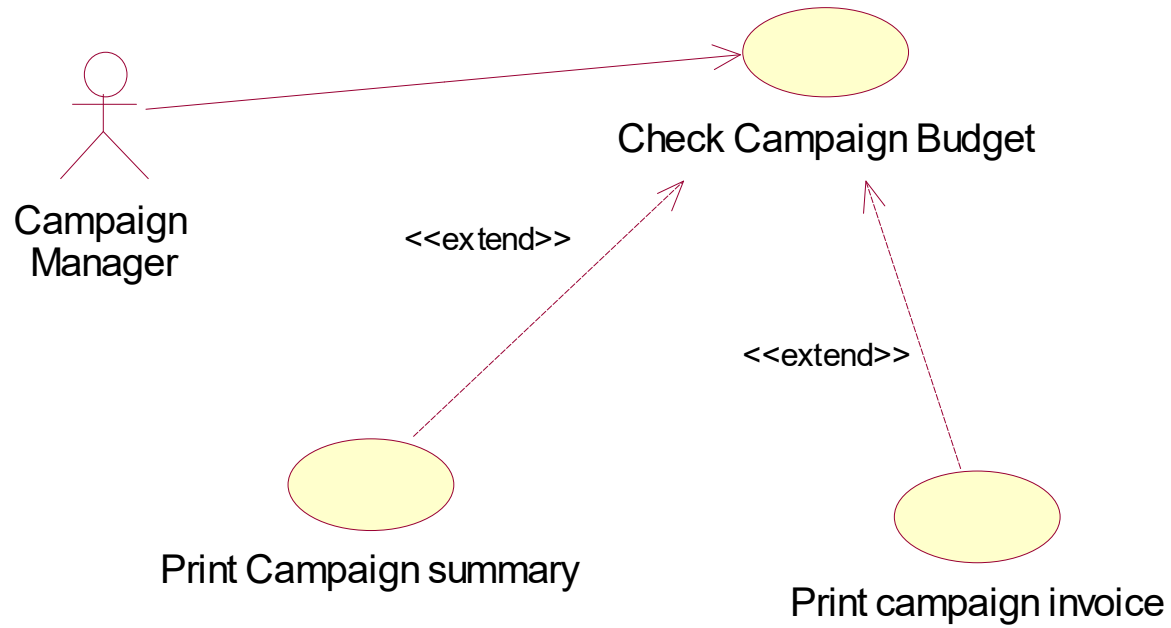 Check Campaign Budget
Campaign
Manager
<<extend>>
<<extend>>
Print Campaign summary
Print campaign invoice